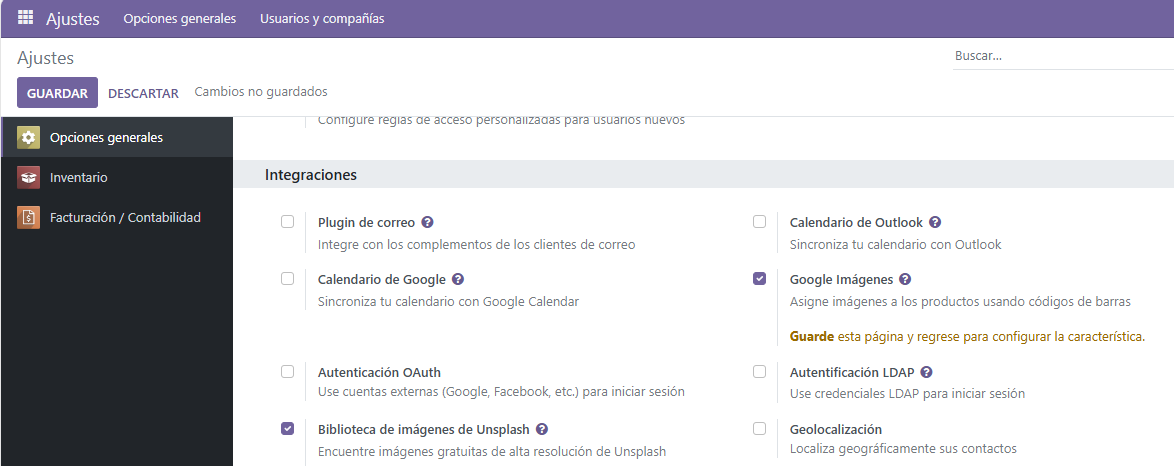 Ajustes Opciones generales Usuarios y compañías
Ajustes
Buscar...
GUARDAR DESCARTAR Cambios no guardados
Opciones generales
Inventario
Facturación / Contabilidad
Configure reglas de acceso personalizadas para usuarios nuevos
Integraciones
Plugin de correo
Integre con los complementos de los clientes de correo
Calendario de Outlook
Sincroniza tu calendario con Outlook
Calendario de Google
Sincroniza tu calendario con Google Calendar
Google Imágenes
Asigne imágenes a los productos usando códigos de barras
Guarde esta página y regrese para configurar la característica.
Autenticación OAuth
Use cuentas externas (Google, Facebook, etc.) para iniciar sesión
Autentificación LDAP
Use credenciales LDAP para iniciar sesión
Biblioteca de imágenes de Unsplash
Encuentre imágenes gratuitas de alta resolución de Unsplash
Geolocalización
Localiza geográficamente sus contactos